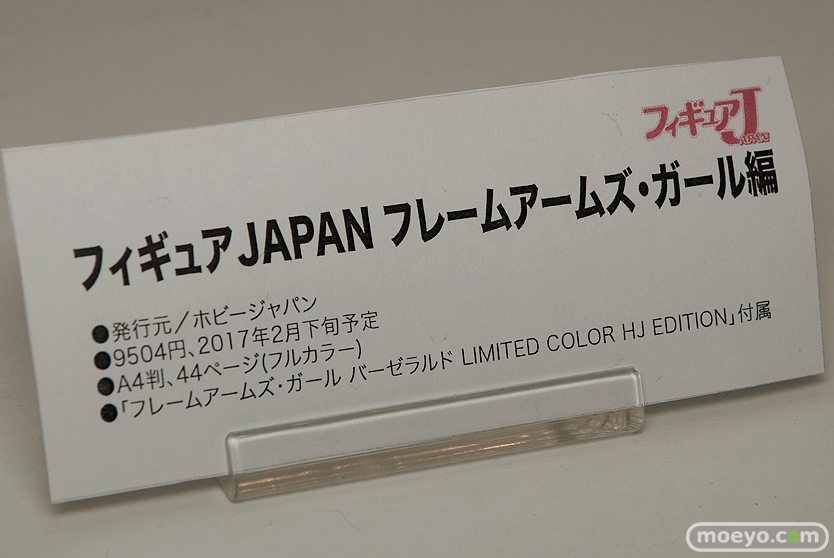 フィギュアJAPAN
フィギュアJAPAN フレームアームズ・ガール編
●発行元／ホビージャパン
●9504円、2017年2月下旬予定
●A4判、44ページ(フルカラー)
●「フレームアームズ・ガール バーゼラルド LIMITED COLOR HJ EDITION」付属
moeyo.com